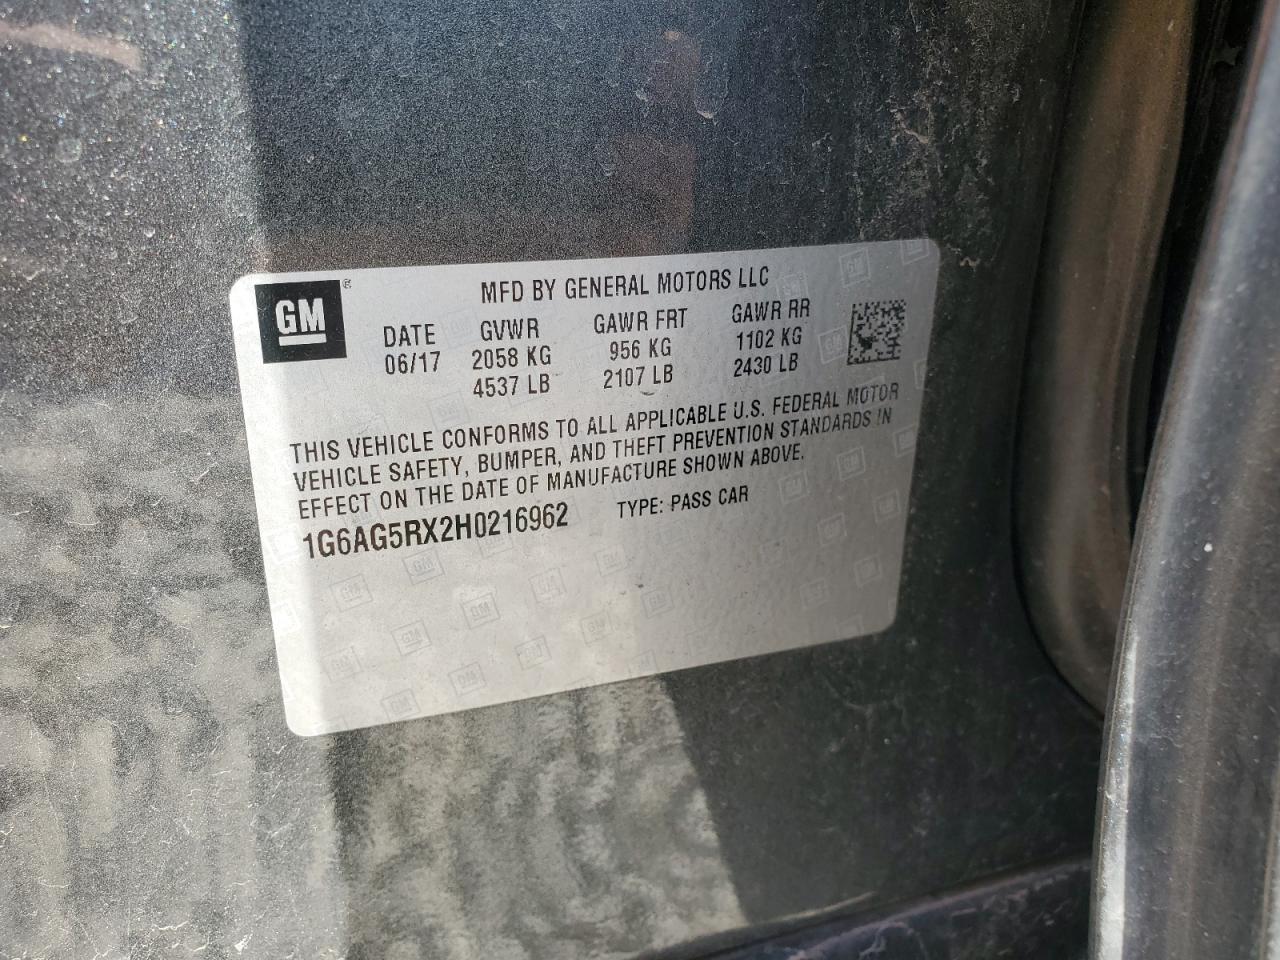 GM ®
MFD BY GENERAL MOTORS LLC
DATE GVWR GAWR FRT GAWR RR
06/17 2058 KG 956 KG 1102 KG
4537 LB 2107 LB 2430 LB
THIS VEHICLE CONFORMS TO ALL APPLICABLE U.S. FEDERAL MOTOR
VEHICLE SAFETY, BUMPER, AND THEFT PREVENTION STANDARDS IN
EFFECT ON THE DATE OF MANUFACTURE SHOWN ABOVE.
1G6AG5RX2H0216962 TYPE: PASS CAR